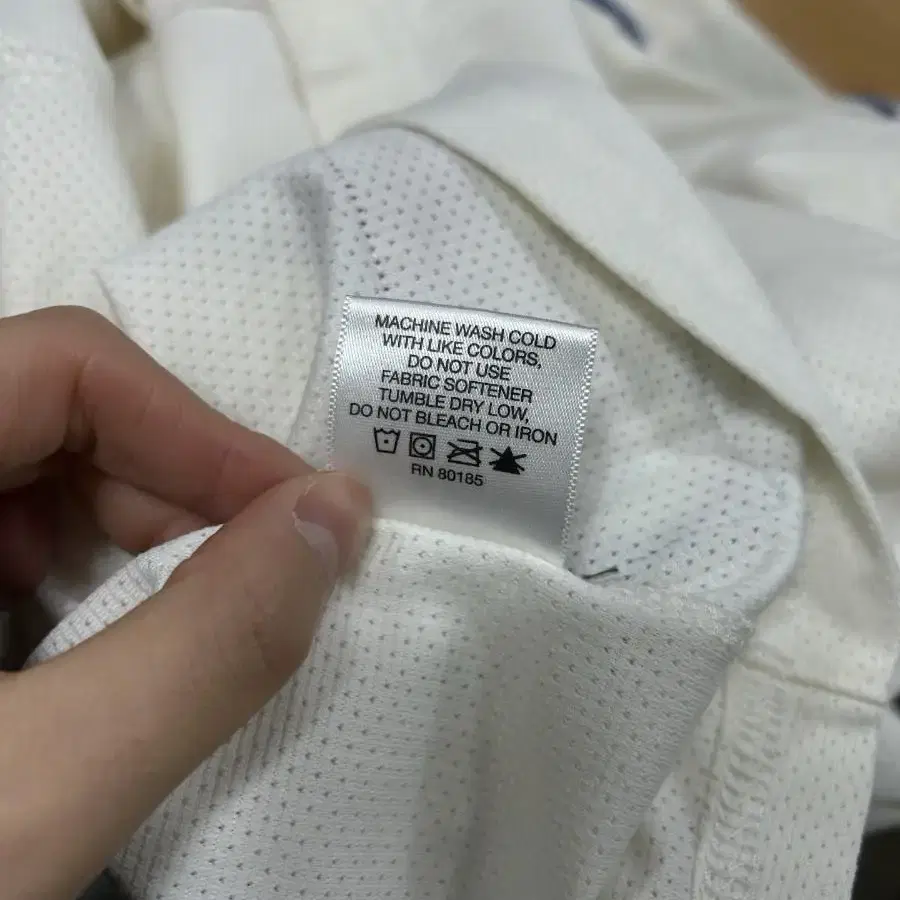 MACHINE WASH COLD
WITH LIKE COLORS,
DO NOT USE
FABRIC SOFTENER
TUMBLE DRY LOW,
DO NOT BLEACH OR IRON
RN 80185